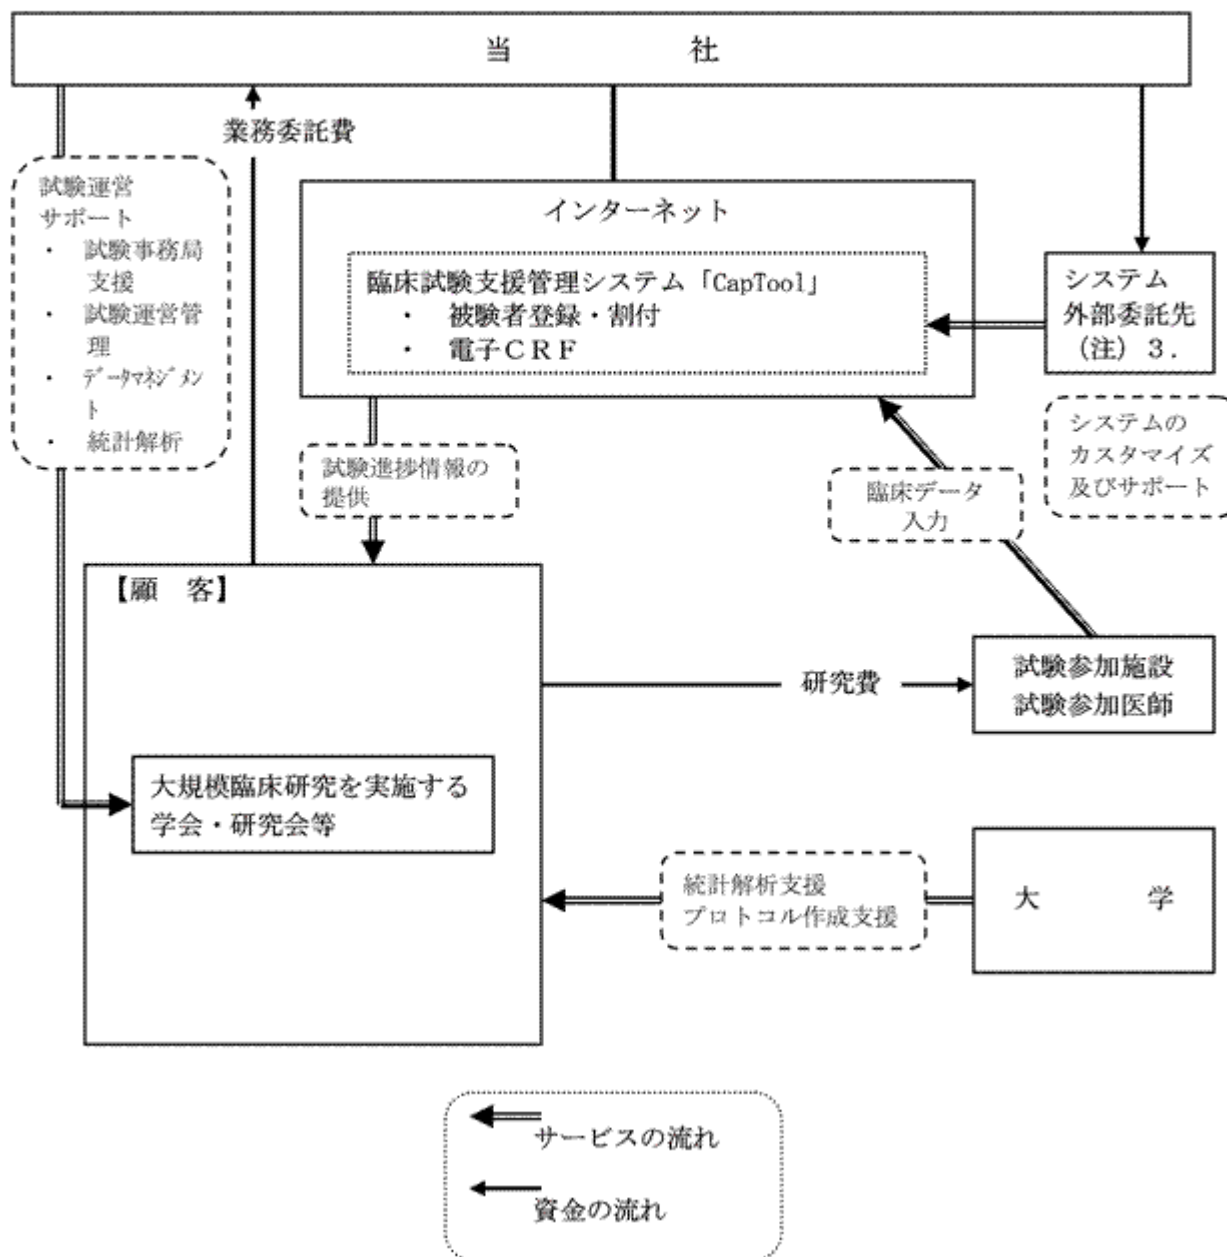 当　　　社
業務委託費
試験運営
サポート
・　試験事務局
支援
・　試験運営管
理
・　ﾃﾞｰﾀﾏﾈｼﾞﾒﾝ
ﾄ
・　統計解析
インターネット
臨床試験支援管理システム「CapTool」
・　被験者登録・割付
・　電子ＣＲＦ
システム
外部委託先
（注）３．
システムの
カスタマイズ
及びサポート
試験進捗情報の
提供
臨床データ
入力
【顧　客】
研究費
試験参加施設
試験参加医師
大規模臨床研究を実施する
学会・研究会等
統計解析支援
プロトコル作成支援
大　　　学
サービスの流れ
資金の流れ